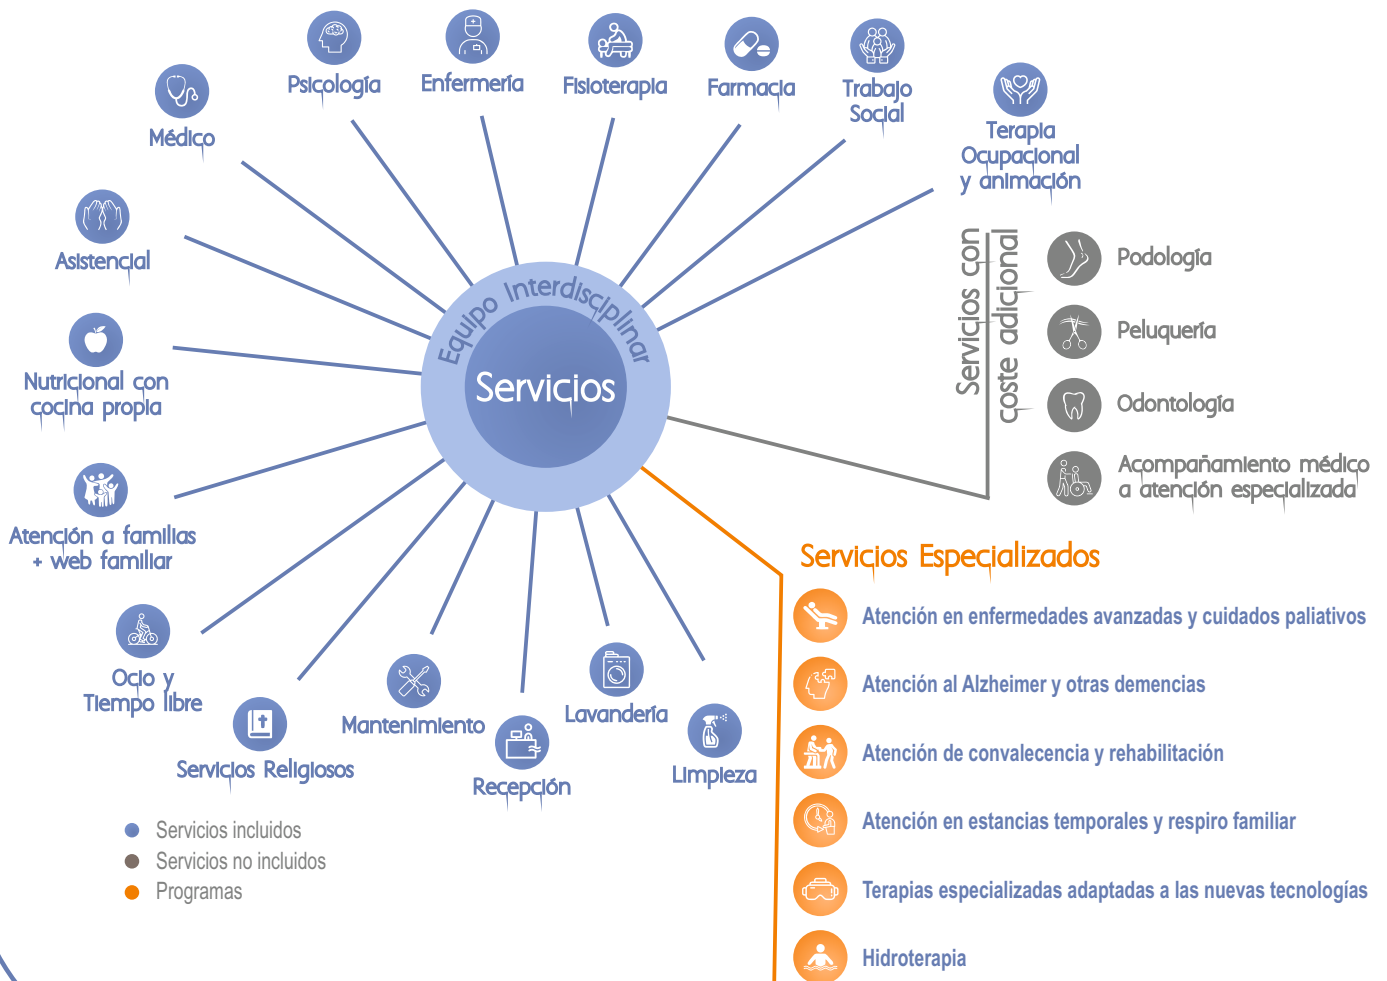 Psicología
Enfermería
Fisioterapia
Farmacia
Trabajo
Social
Terapia
Ocupacional
y animación
Médico
Asistencial
Nutricional con
cocina propia
Atención a familias
+ web familiar
Ocio y
Tiempo libre
Servicios Religiosos
Mantenimiento
Recepción
Lavandería
Limpieza
Equipo Interdisciplinar
Servicios
Servicios con
coste adicional
Podología
Peluquería
Odontología
Acompañamiento médico
a atención especializada
Servicios Especializados
Atención en enfermedades avanzadas y cuidados paliativos
Atención al Alzheimer y otras demencias
Atención de convalecencia y rehabilitación
Atención en estancias temporales y respiro familiar
Terapias especializadas adaptadas a las nuevas tecnologías
Hidroterapia
Servicios incluidos
Servicios no incluidos
Programas